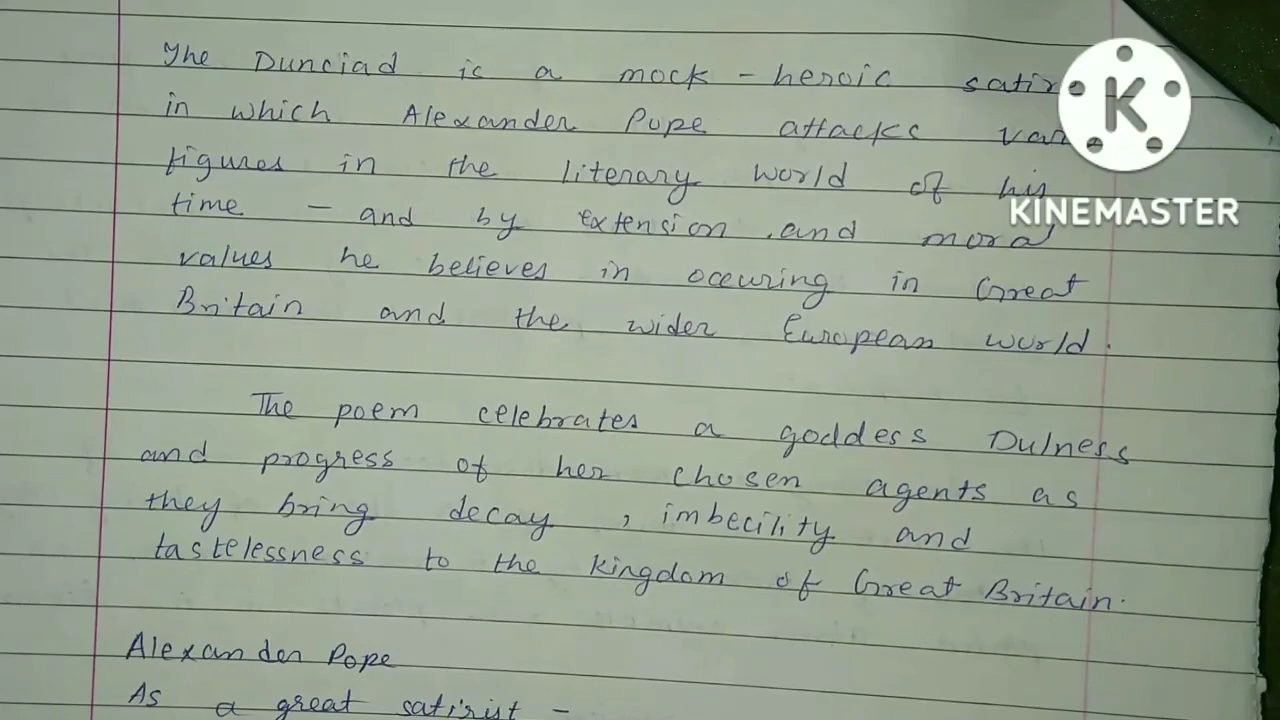 The Dunciad is a mock - heroic satire
in which Alexander Pope attacks
figures in the literary world of his
time - and by extension and moral
values he believes in occuring in Great
Britain and the wider European world.
The poem celebrates a goddess Dulness
and progress of her chosen agents as
they bring decay, imbecility and
tastelessness to the kingdom of Great Britain.
Alexander Pope
As a great satirist -
KINEMASTER